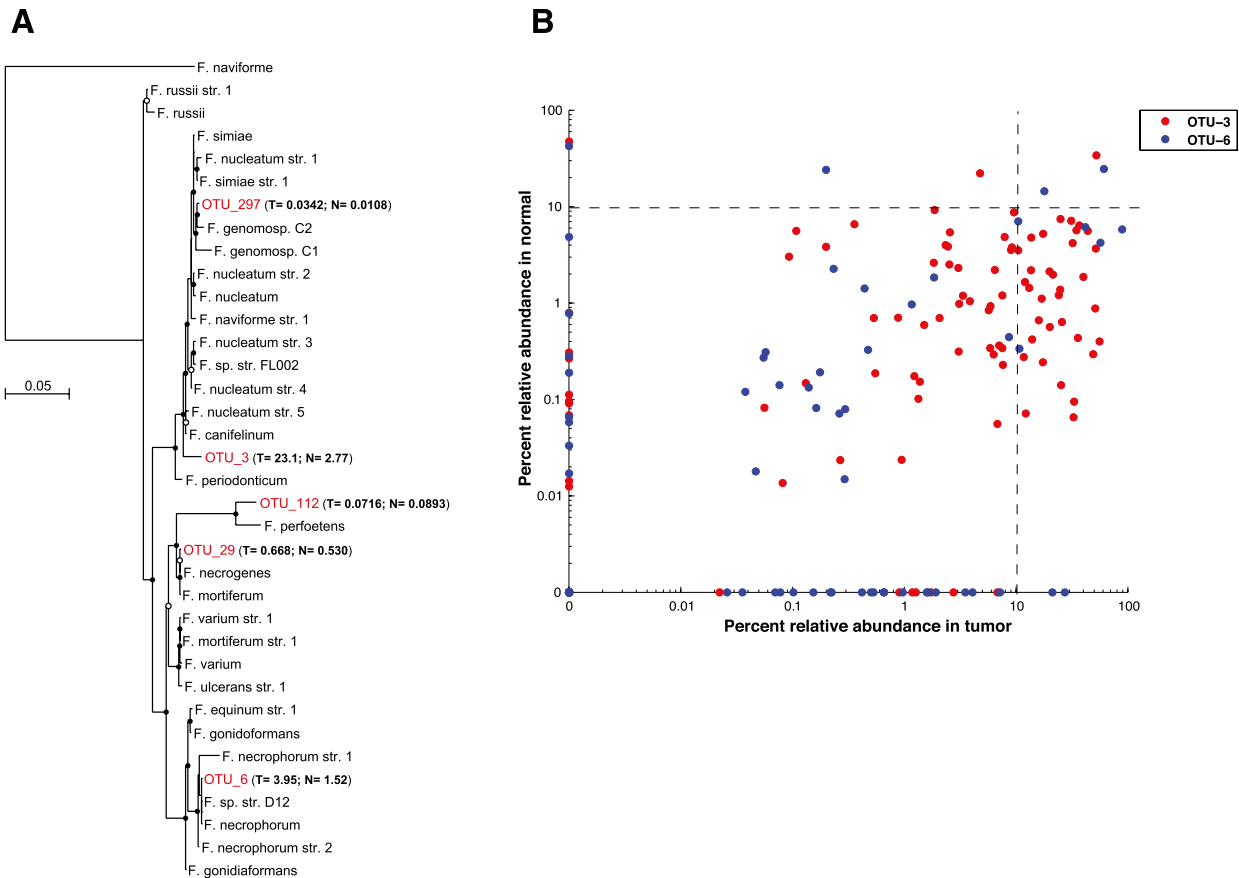 A
F. naviforme
F. russii str. 1
F. russii
F. simiae
F. nucleatum str. 1
F. simiae str. 1
OTU_297 (T= 0.0342; N= 0.0108)
F. genomosp. C2
F. genomosp. C1
F. nucleatum str. 2
F. nucleatum
F. naviforme str. 1
F. nucleatum str. 3
F. sp. str. FL002
F. nucleatum str. 4
F. nucleatum str. 5
F. canifelinum
OTU_3 (T= 23.1; N= 2.77)
F. periodonticum
OTU_112 (T= 0.0716; N= 0.0893)
F. perfoetens
OTU_29 (T= 0.668; N= 0.530)
F. necrogenes
F. mortiferum
F. varium str. 1
F. mortiferum str. 1
F. varium
F. ulcerans str. 1
F. equinum str. 1
F. gonidoformans
F. necrophorum str. 1
OTU_6 (T= 3.95; N= 1.52)
F. sp. str. D12
F. necrophorum
F. necrophorum str. 2
F. gonidiaformans
0.05
B
OTU–3
OTU–6
Percent relative abundance in normal
100
10
1
0.1
0.01
0
0
0.01
0.1
1
10
100
Percent relative abundance in tumor